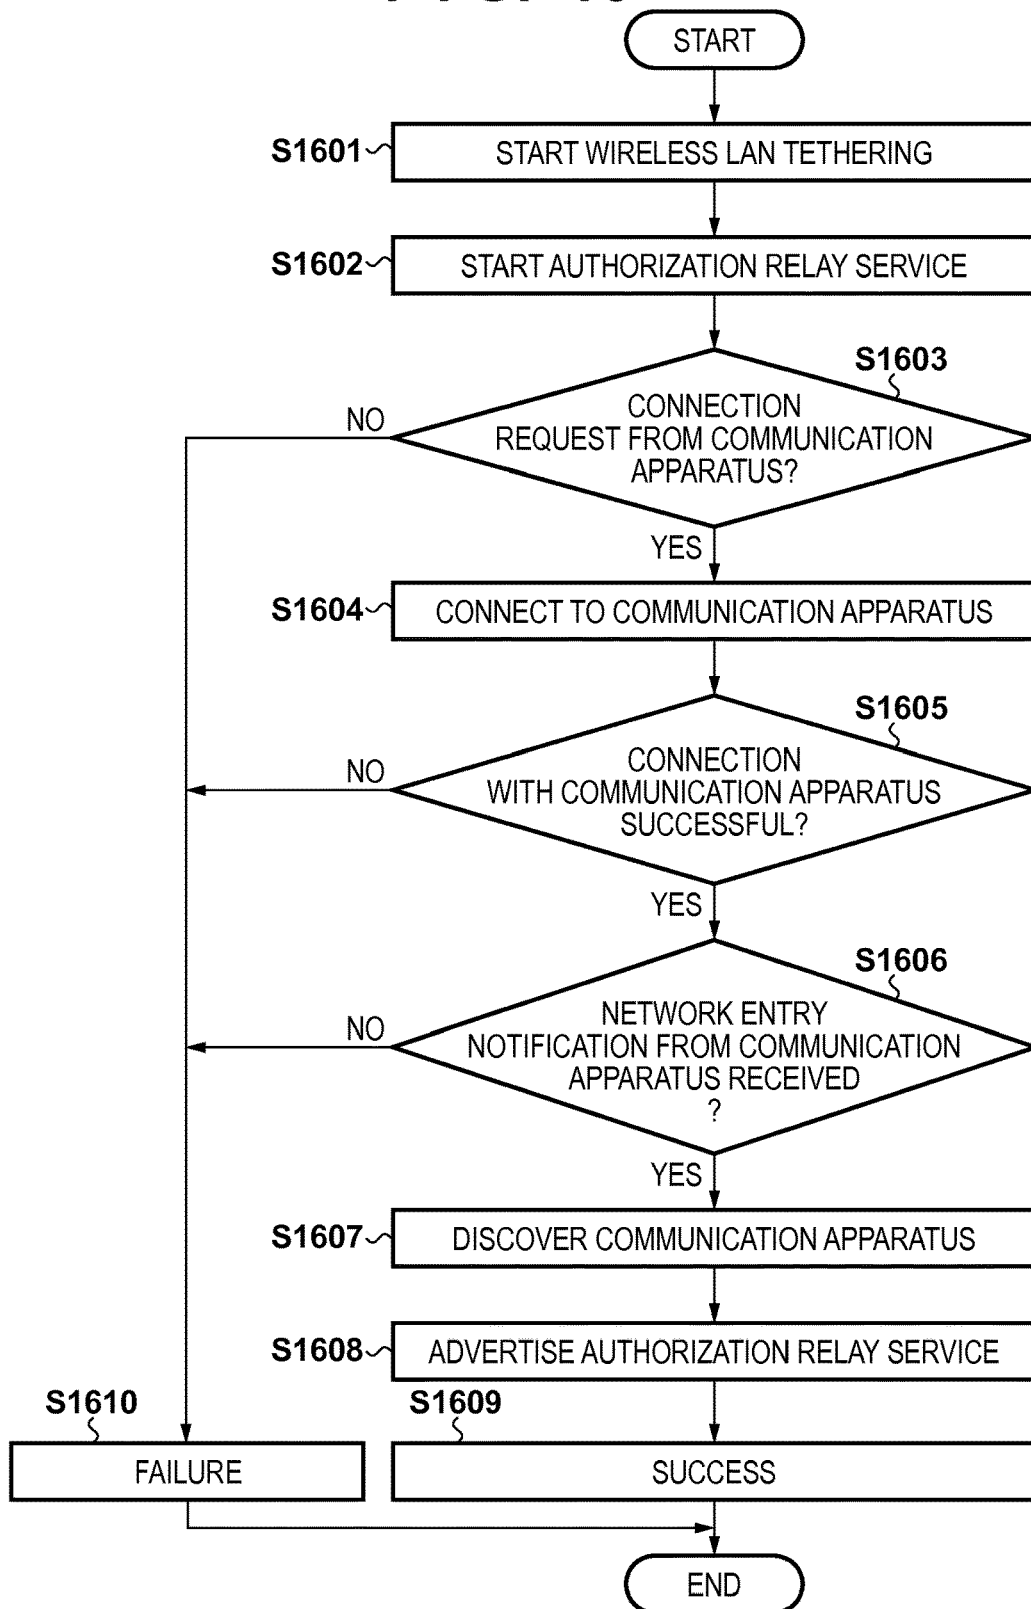 START
S1601
START WIRELESS LAN TETHERING
S1602
START AUTHORIZATION RELAY SERVICE
S1603
CONNECTION
REQUEST FROM COMMUNICATION
APPARATUS?
NO
YES
S1604
CONNECT TO COMMUNICATION APPARATUS
S1605
CONNECTION
WITH COMMUNICATION APPARATUS
SUCCESSFUL?
NO
YES
S1606
NETWORK ENTRY
NOTIFICATION FROM COMMUNICATION
APPARATUS RECEIVED
?
NO
YES
S1607
DISCOVER COMMUNICATION APPARATUS
S1608
ADVERTISE AUTHORIZATION RELAY SERVICE
S1610
FAILURE
S1609
SUCCESS
END